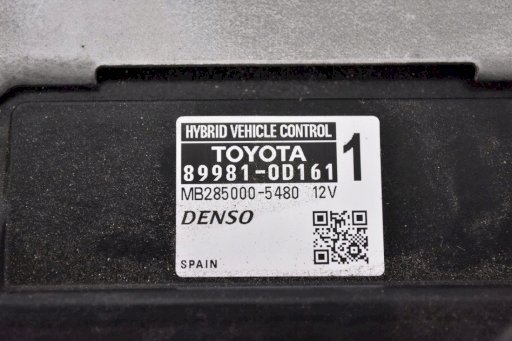 HYBRID VEHICLE CONTROL
TOYOTA 1
89981-0D161
MB285000-5480 12V
DENSO
SPAIN